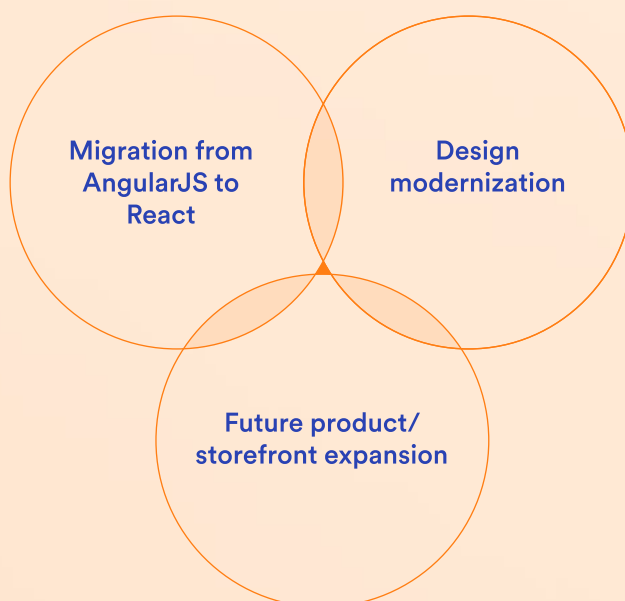 Migration from
AngularJS to
React
Design
modernization
Future product/
storefront expansion